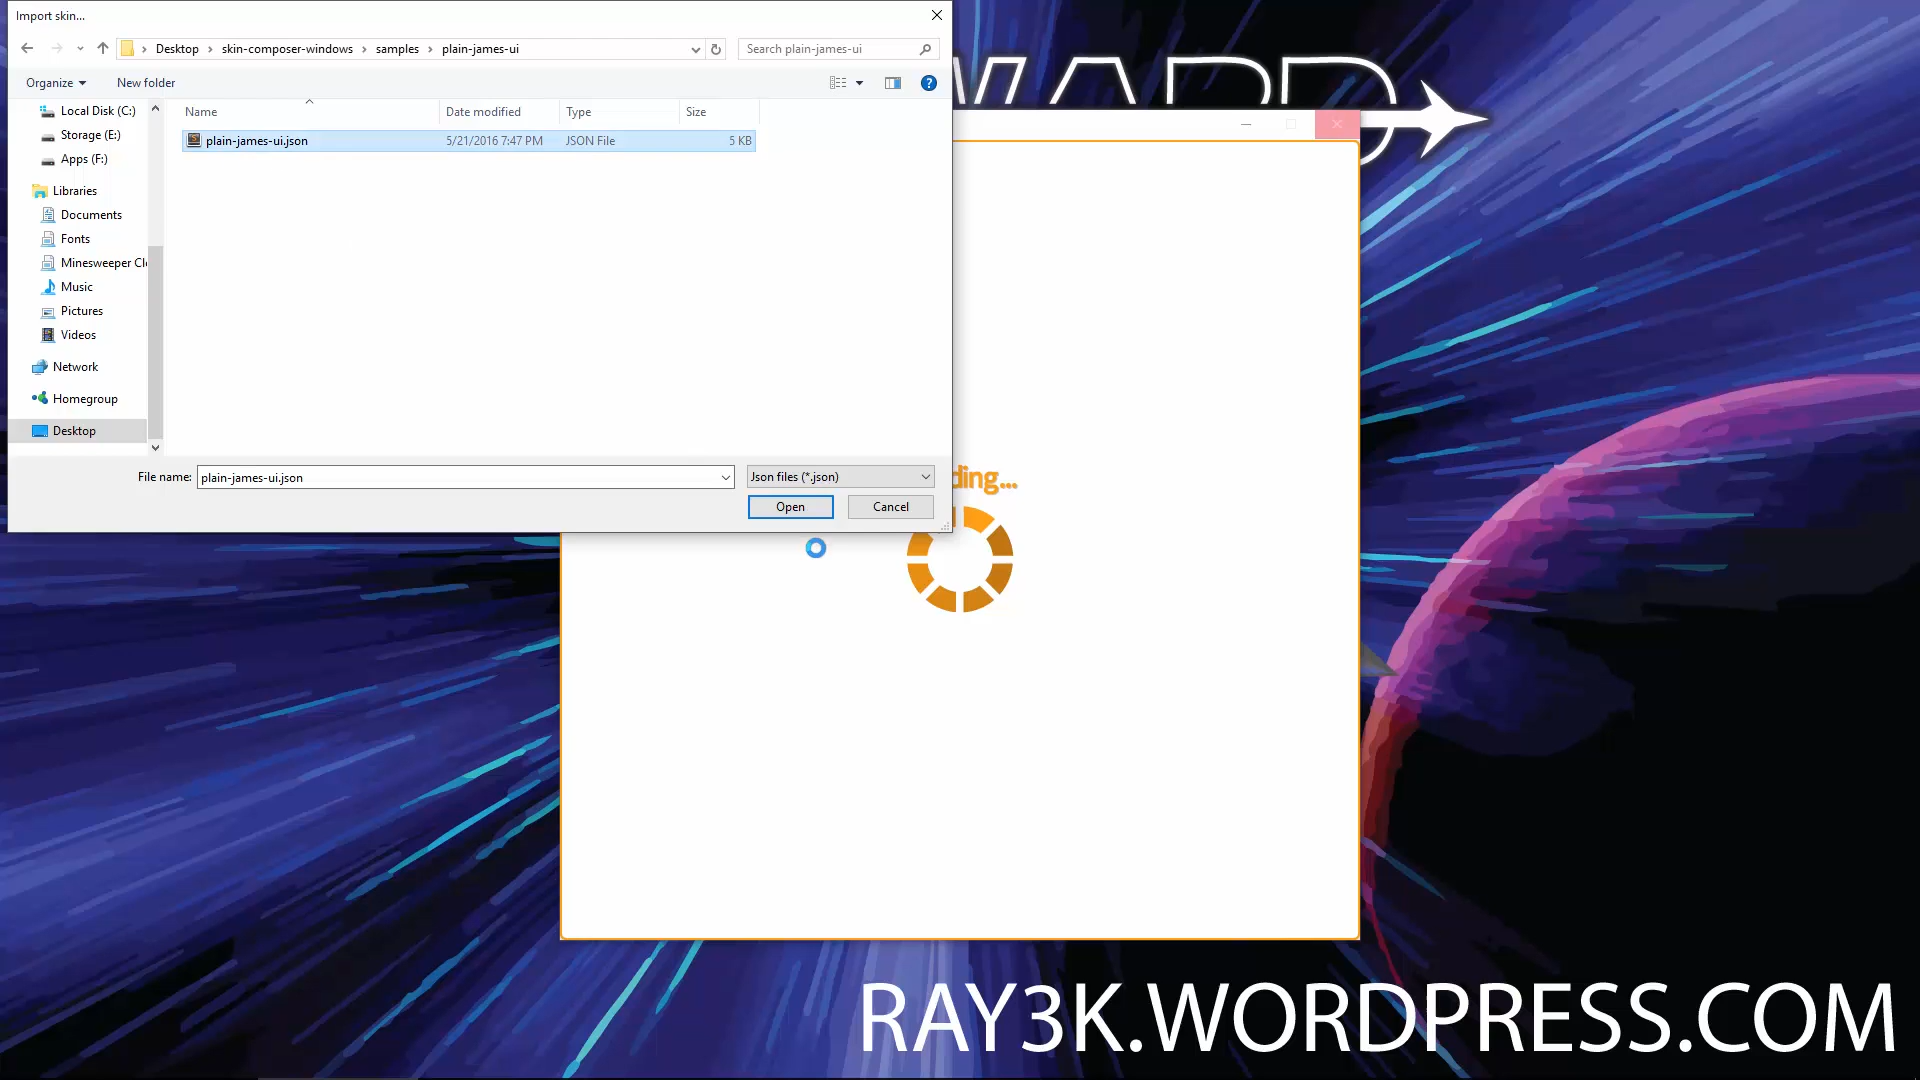 Import skin...
Desktop
skin-composer-windows
samples
plain-james-ui
Search plain-james-ui
Organize
New folder
?
Name
Date modified
Type
Size
plain-james-ui.json
5/21/2016 7:47 PM
JSON File
5 KB
Local Disk (C:)
Storage (E:)
Apps (F:)
Libraries
Documents
Fonts
Minesweeper Cl
Music
Pictures
Videos
Network
Homegroup
Desktop
File name:
plain-james-ui.json
Json files (*.json)
Open
Cancel
ding...
RAY3K.WORDPRESS.COM